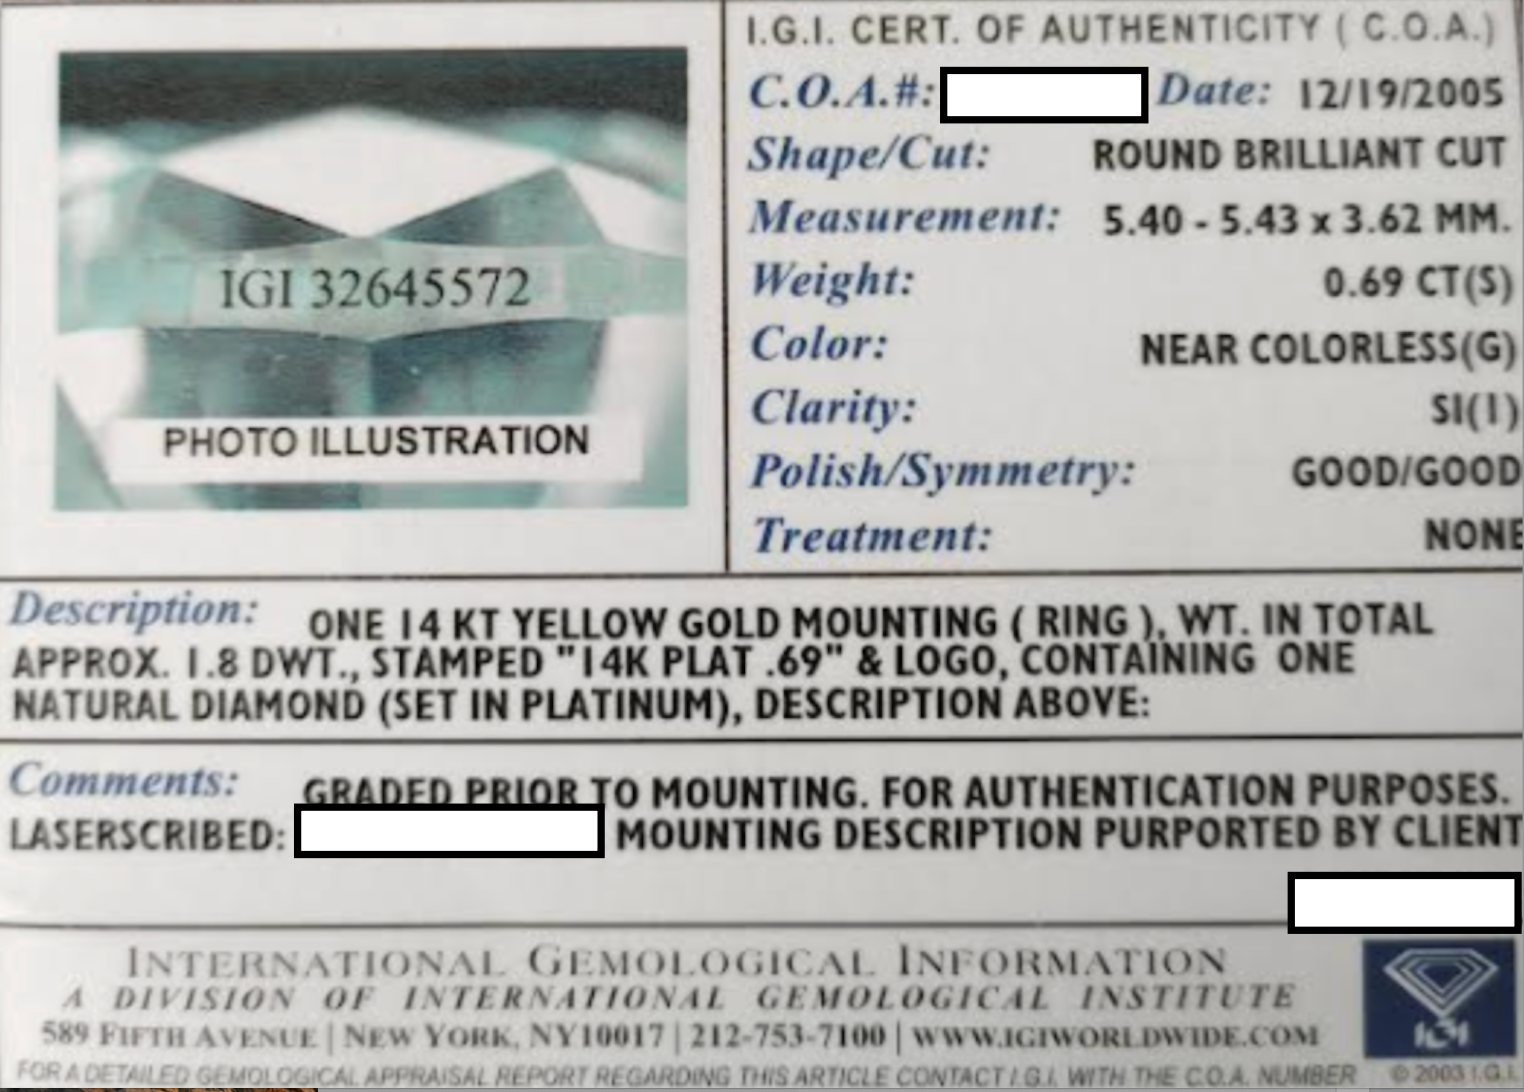 I.G.I. CERT. OF AUTHENTICITY ( C.O.A.)
C.O.A.#: Date: 12/19/2005
Shape/Cut: ROUND BRILLIANT CUT
Measurement: 5.40 - 5.43 x 3.62 MM.
Weight: 0.69 CT(S)
Color: NEAR COLORLESS(G)
Clarity: SI(1)
Polish/Symmetry: GOOD/GOOD
Treatment: NONE
IGI 32645572
PHOTO ILLUSTRATION
Description: ONE 14 KT YELLOW GOLD MOUNTING ( RING ), WT. IN TOTAL
APPROX. 1.8 DWT., STAMPED "14K PLAT .69" & LOGO, CONTAINING ONE
NATURAL DIAMOND (SET IN PLATINUM), DESCRIPTION ABOVE:
Comments: GRADED PRIOR TO MOUNTING. FOR AUTHENTICATION PURPOSES.
LASERSCRIBED: MOUNTING DESCRIPTION PURPORTED BY CLIENT
INTERNATIONAL GEMOLOGICAL INFORMATION
A DIVISION OF INTERNATIONAL GEMOLOGICAL INSTITUTE
589 FIFTH AVENUE | NEW YORK, NY10017 | 212-753-7100 | WWW.IGIWORLDWIDE.COM
IGI
FOR A DETAILED GEMOLOGICAL APPRAISAL REPORT REGARDING THIS ARTICLE CONTACT I.G.I. WITH THE C.O.A. NUMBER © 2003 I.G.I.